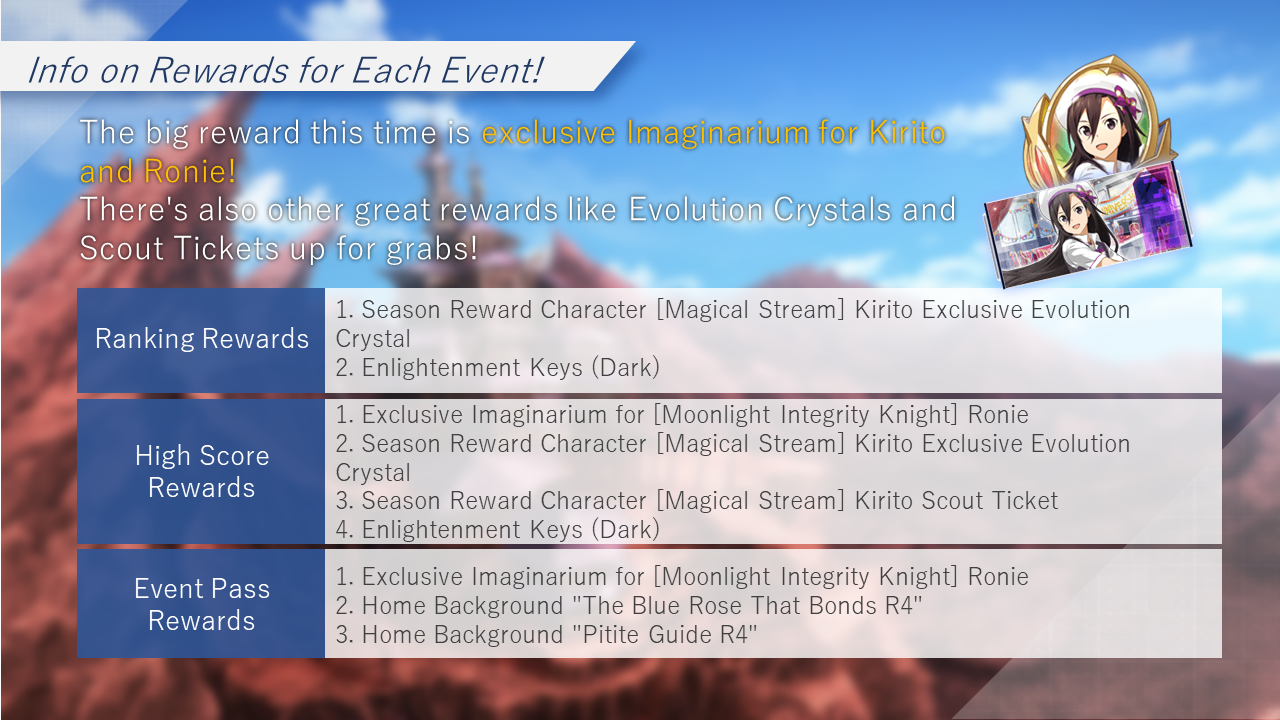 Info on Rewards for Each Event!
The big reward this time is exclusive Imaginarium for Kirito
and Ronie!
There's also other great rewards like Evolution Crystals and
Scout Tickets up for grabs!
Ranking Rewards
1. Season Reward Character [Magical Stream] Kirito Exclusive Evolution
Crystal
2. Enlightenment Keys (Dark)
High Score
Rewards
1. Exclusive Imaginarium for [Moonlight Integrity Knight] Ronie
2. Season Reward Character [Magical Stream] Kirito Exclusive Evolution
Crystal
3. Season Reward Character [Magical Stream] Kirito Scout Ticket
4. Enlightenment Keys (Dark)
Event Pass
Rewards
1. Exclusive Imaginarium for [Moonlight Integrity Knight] Ronie
2. Home Background "The Blue Rose That Bonds R4"
3. Home Background "Pitite Guide R4"